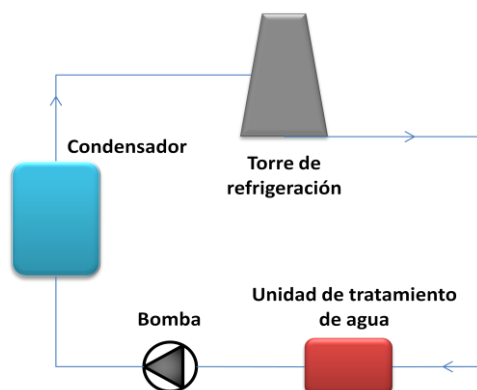 Condensador
Torre de
refrigeración
Unidad de tratamiento
de agua
Bomba